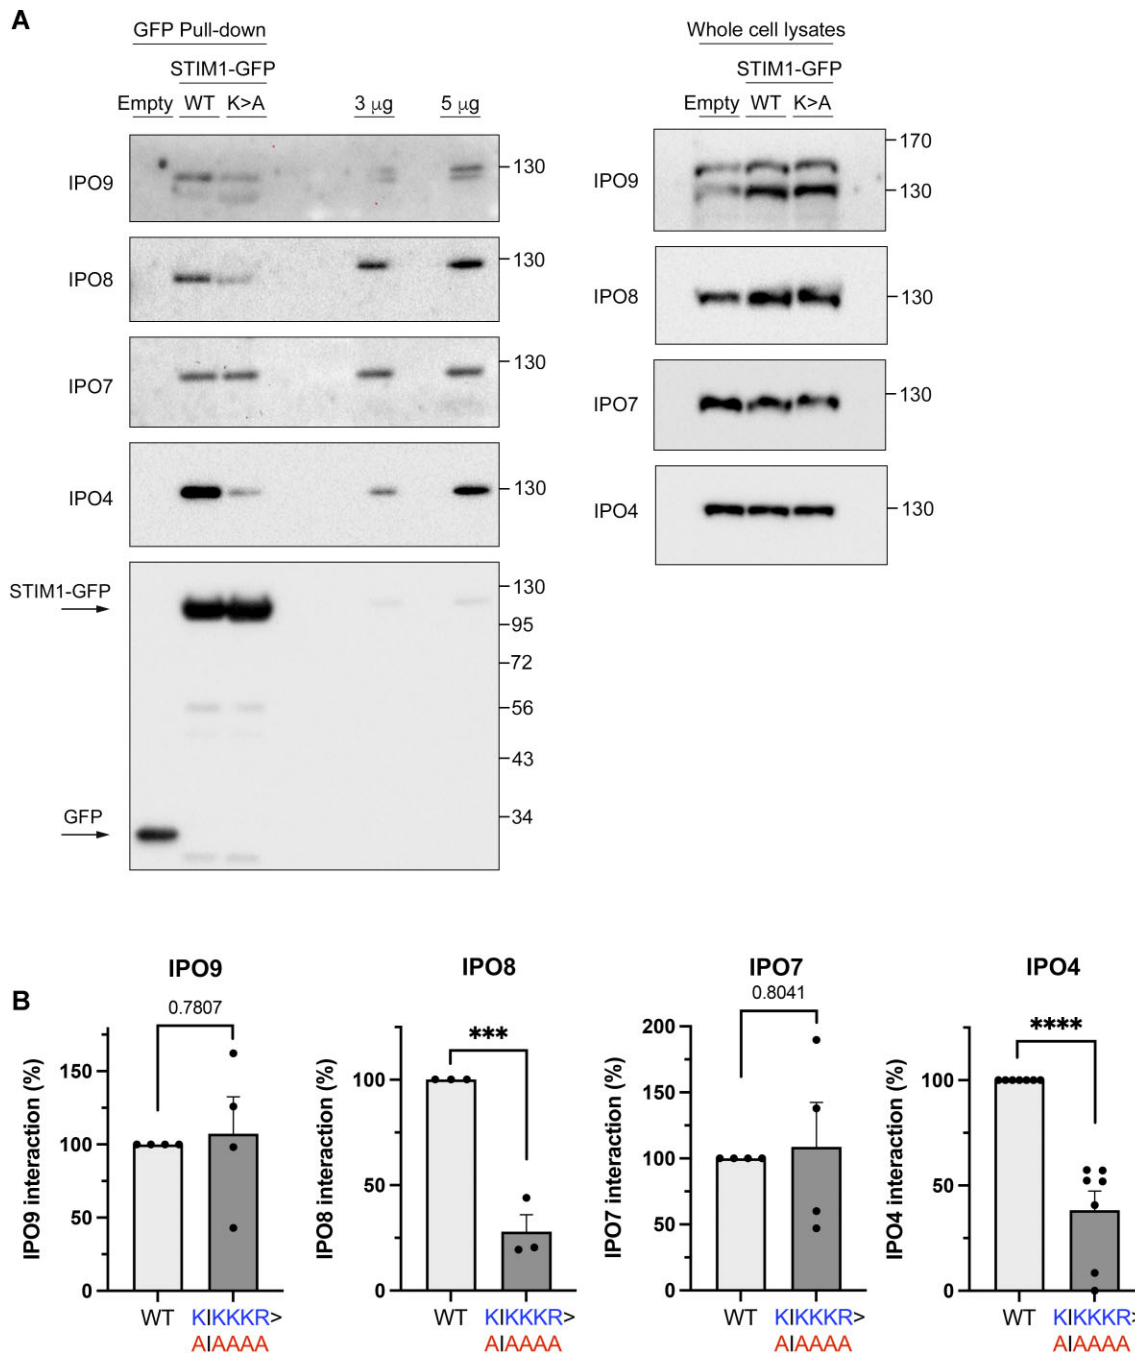 A
GFP Pull-down
STIM1-GFP
Empty WT K>A 3 µg 5 µg
IPO9 130
IPO8 130
IPO7 130
IPO4 130
STIM1-GFP 130
95
72
56
43
34
GFP
Whole cell lysates
STIM1-GFP
Empty WT K>A
170
IPO9 130
IPO8 130
IPO7 130
IPO4 130
B
IPO9
0.7807
IPO9 interaction (%)
150
100
50
0
WT KIKKKR>
AIAAAA
IPO8
***
IPO8 interaction (%)
100
50
0
WT KIKKKR>
AIAAAA
IPO7
0.8041
IPO7 interaction (%)
200
150
100
50
0
WT KIKKKR>
AIAAAA
IPO4
****
IPO4 interaction (%)
100
50
0
WT KIKKKR>
AIAAAA